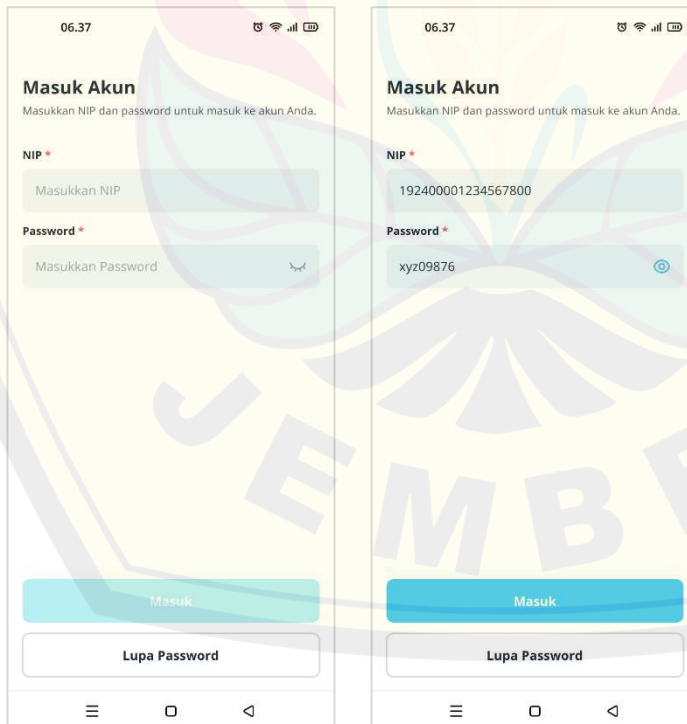 06.37
Masuk Akun
Masukkan NIP dan password untuk masuk ke akun Anda.
NIP *
Masukkan NIP
Password *
Masukkan Password
Masuk
Lupa Password
06.37
Masuk Akun
Masukkan NIP dan password untuk masuk ke akun Anda.
NIP *
192400001234567800
Password *
xyz09876
Masuk
Lupa Password
JEMBE